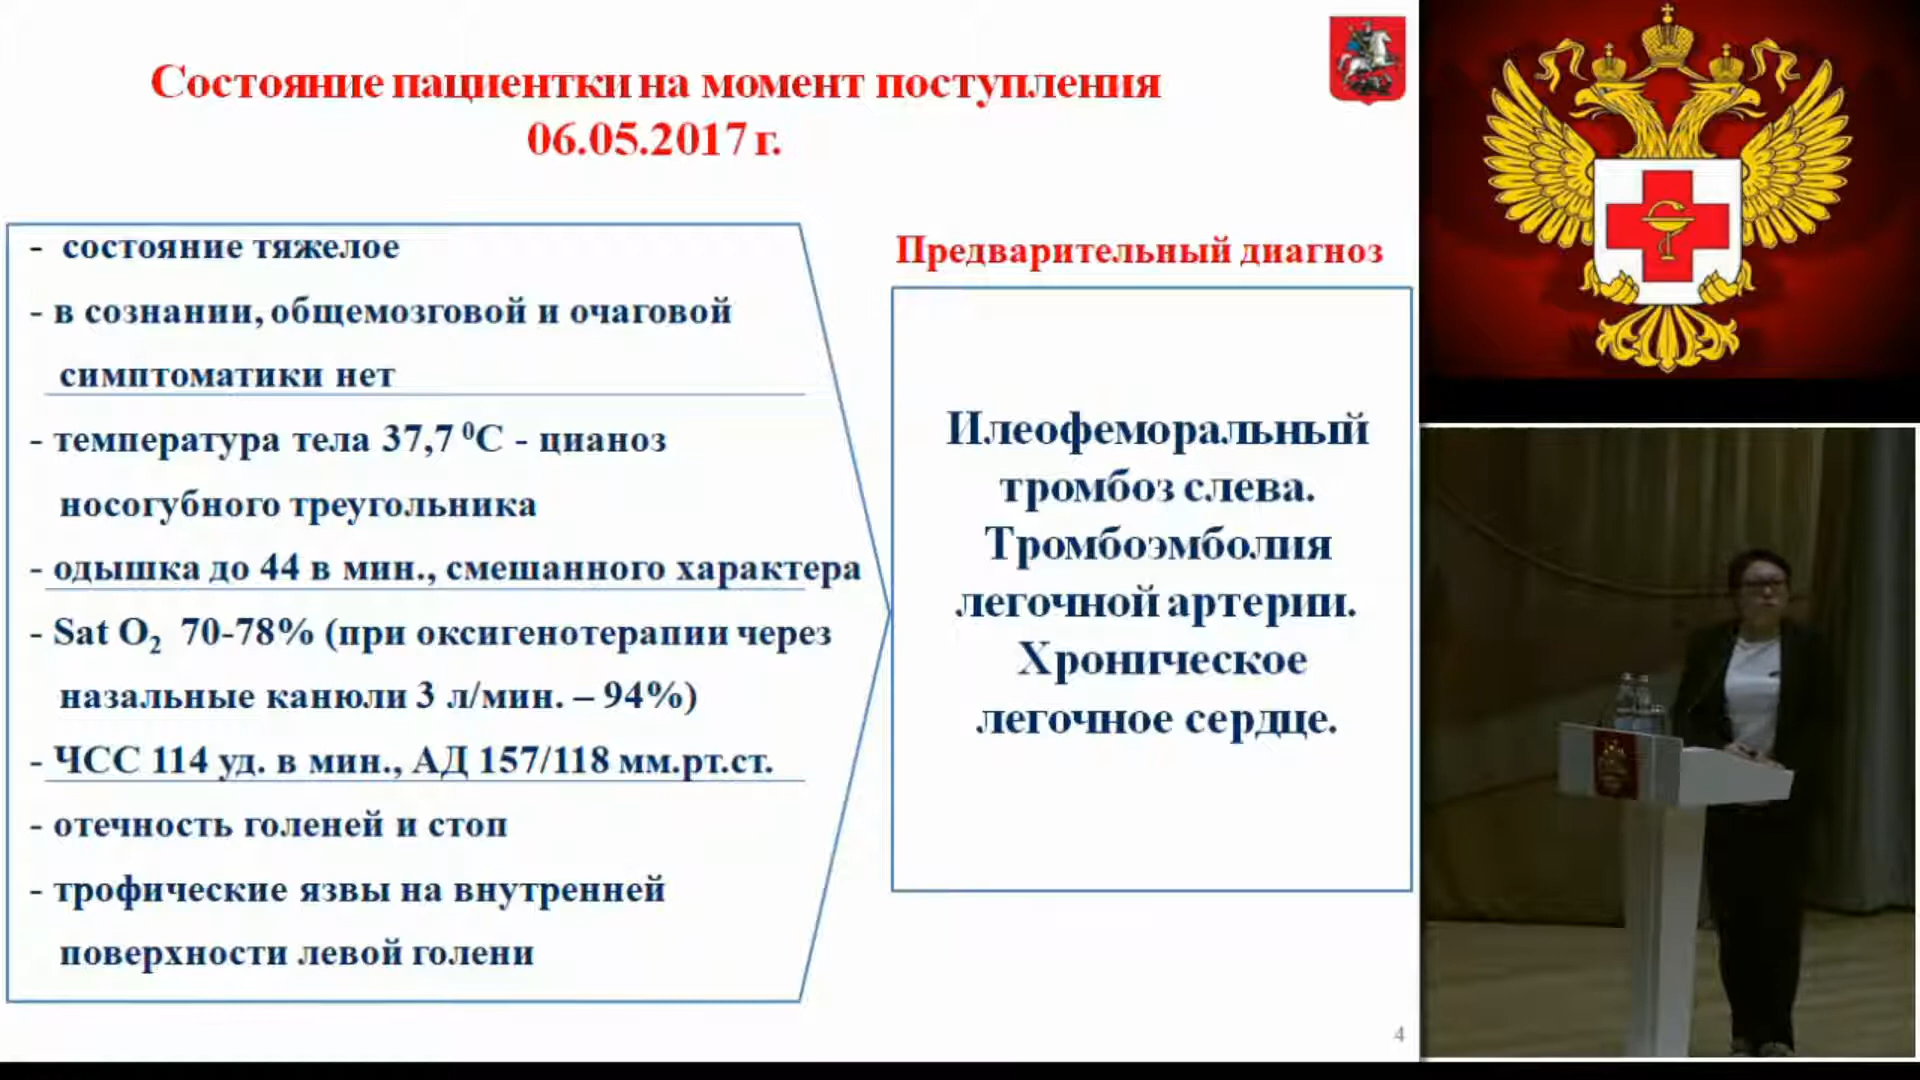 Состояние пациентки на момент поступления
06.05.2017 г.
- состояние тяжелое
- в сознании, общемозговой и очаговой
симптоматики нет
- температура тела 37,7 ⁰С - цианоз
носогубного треугольника
- одышка до 44 в мин., смешанного характера
- Sat O₂ 70-78% (при оксигенотерапии через
назальные канюли 3 л/мин. – 94%)
- ЧСС 114 уд. в мин., АД 157/118 мм.рт.ст.
- отечность голеней и стоп
- трофические язвы на внутренней
поверхности левой голени
Предварительный диагноз
Илеофеморальный
тромбоз слева.
Тромбоэмболия
легочной артерии.
Хроническое
легочное сердце.
4